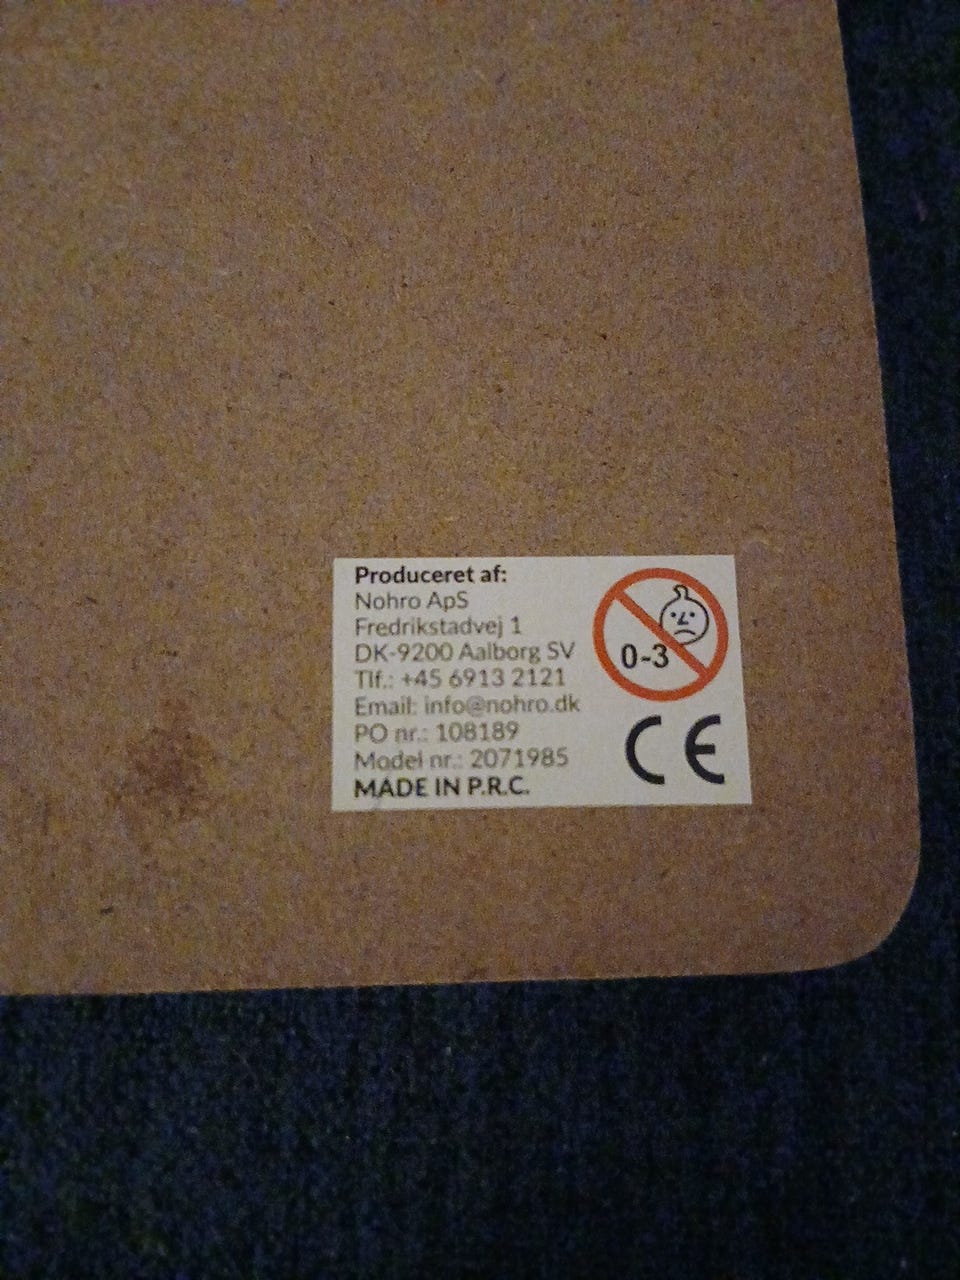 Produceret af:
Nohro ApS
Fredrikstadvej 1
DK-9200 Aalborg SV
Tlf.: +45 6913 2121
Email: info@nohro.dk
PO nr.: 108189
Model nr.: 2071985
MADE IN P.R.C.
0-3
CE